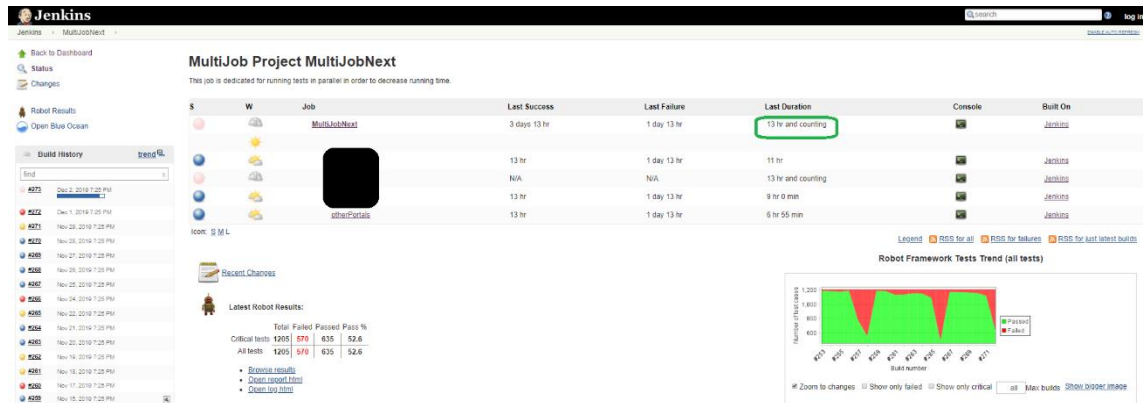 Jenkins
search
log in
Jenkins
MultiJobNext
ENABLE AUTO REFRESH
Back to Dashboard
Status
Changes
Robot Results
Open Blue Ocean
Build History
trend
find
x
#273 Dec 2, 2019 7:25 PM
#272 Dec 1, 2019 7:25 PM
#271 Nov 28, 2019 7:25 PM
#270 Nov 28, 2019 7:25 PM
#269 Nov 27, 2019 7:25 PM
#268 Nov 26, 2019 7:25 PM
#267 Nov 25, 2019 7:25 PM
#266 Nov 24, 2019 7:25 PM
#265 Nov 22, 2019 7:25 PM
#264 Nov 21, 2019 7:25 PM
#263 Nov 20, 2019 7:25 PM
#262 Nov 19, 2019 7:25 PM
#261 Nov 18, 2019 7:25 PM
#260 Nov 17, 2019 7:25 PM
#259 Nov 15, 2019 7:25 PM
MultiJob Project MultiJobNext
This job is dedicated for running tests in parallel in order to decrease running time.
S W Job Last Success Last Failure Last Duration Console Built On
MultiJobNext 3 days 13 hr 1 day 13 hr 13 hr and counting Jenkins
13 hr 1 day 13 hr 11 hr Jenkins
N/A N/A 13 hr and counting Jenkins
13 hr 1 day 13 hr 9 hr 0 min Jenkins
otherPortals 13 hr 1 day 13 hr 6 hr 55 min Jenkins
Icon: S M L
Legend RSS for all RSS for failures RSS for just latest builds
Recent Changes
Latest Robot Results:
Total Failed Passed Pass %
Critical tests 1205 570 635 52.6
All tests 1205 570 635 52.6
Browse results
Open report.html
Open log.html
Robot Framework Tests Trend (all tests)
Number of test cases
1,200
1,000
800
600
#253 #255 #257 #259 #261 #263 #265 #267 #269 #271
Build number
Passed
Failed
Zoom to changes Show only failed Show only critical all Max builds Show bigger image